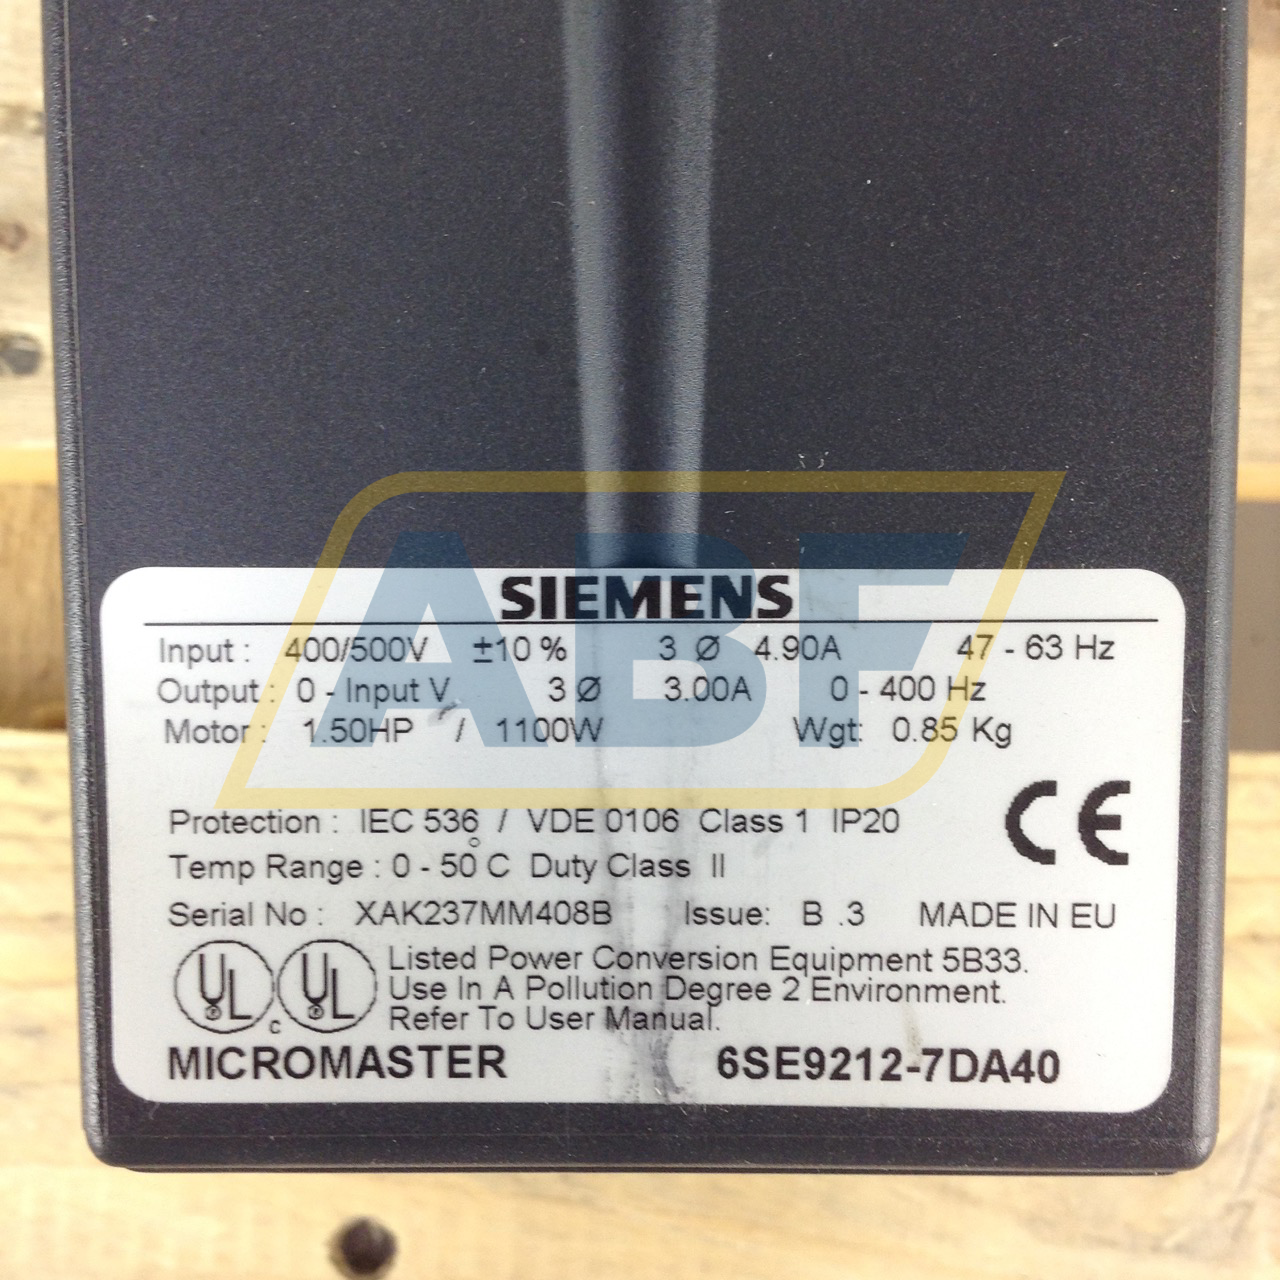 SIEMENS
Input : 400/500V ±10 % 3 Ø 4.90A 47 - 63 Hz
Output : 0 - Input V 3 Ø 3.00A 0 - 400 Hz
Motor : 1.50HP / 1100W Wgt: 0.85 Kg
ABF
Protection : IEC 536 / VDE 0106 Class 1 IP20
CE
Temp Range : 0 - 50°C Duty Class II
Serial No : XAK237MM408B Issue: B .3 MADE IN EU
UL c UL
Listed Power Conversion Equipment 5B33.
Use In A Pollution Degree 2 Environment.
Refer To User Manual.
MICROMASTER 6SE9212-7DA40